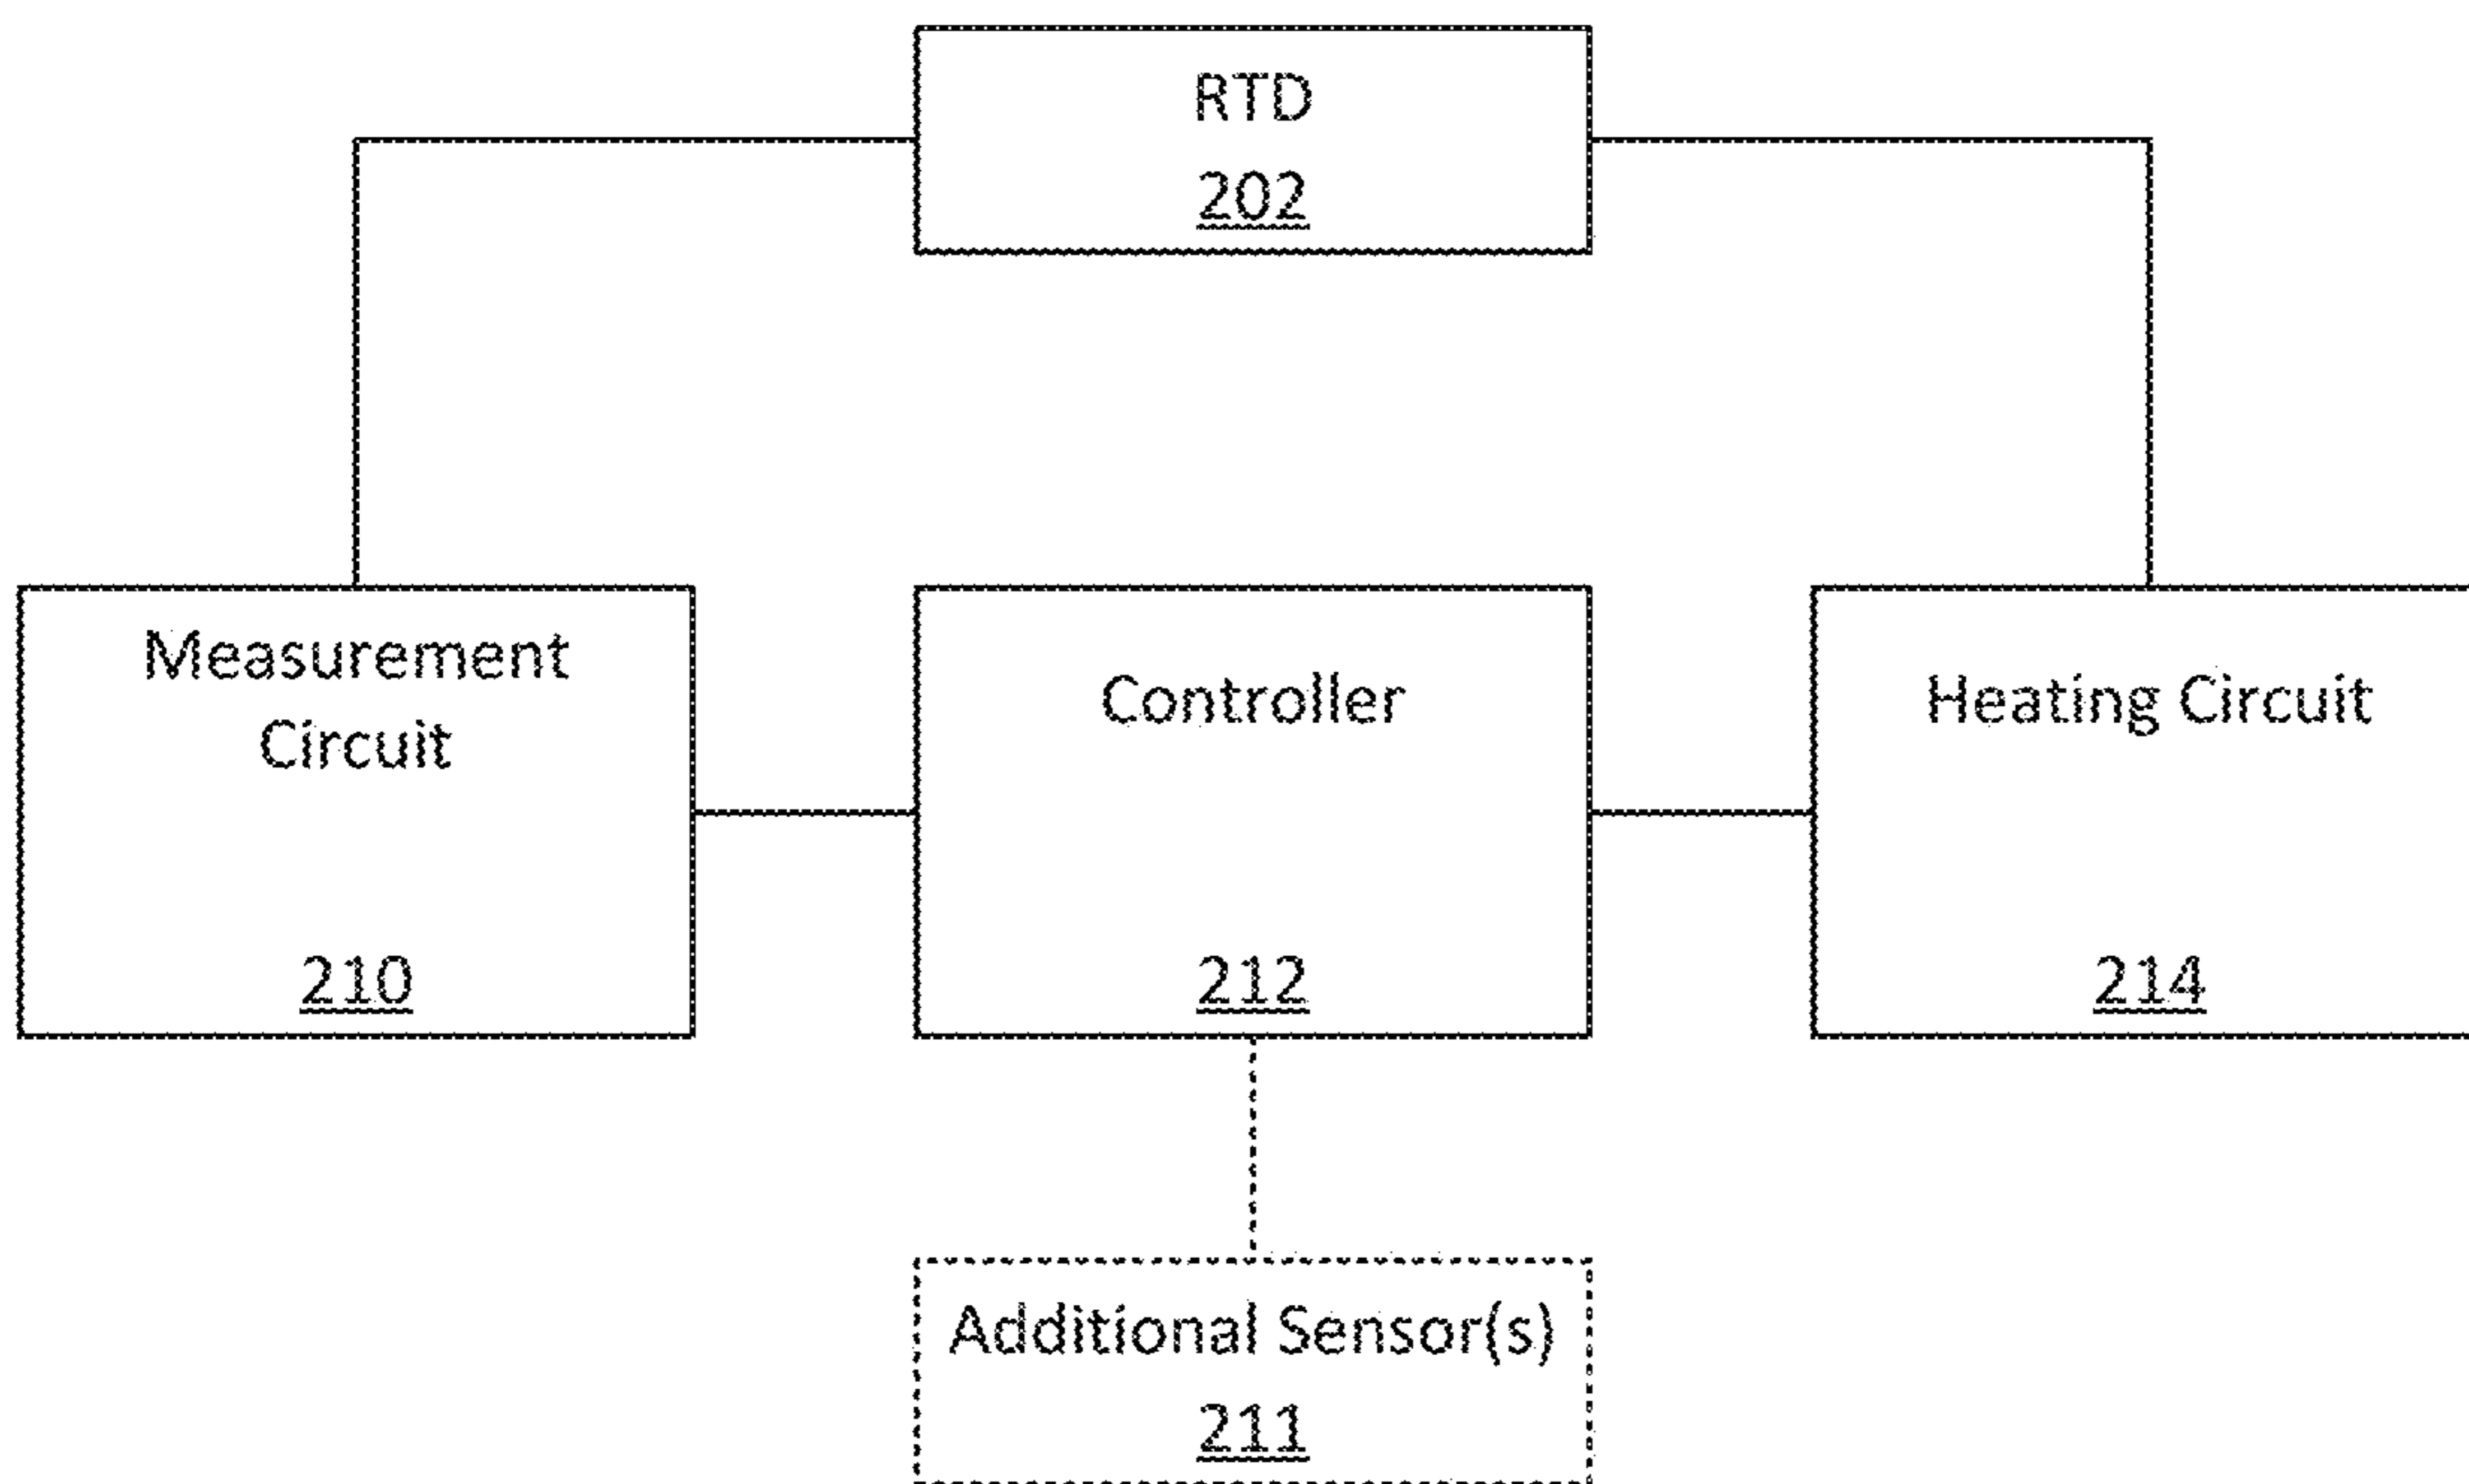 RTD
202
Measurement
Circuit
210
Controller
212
Heating Circuit
214
Additional Sensor(s)
211